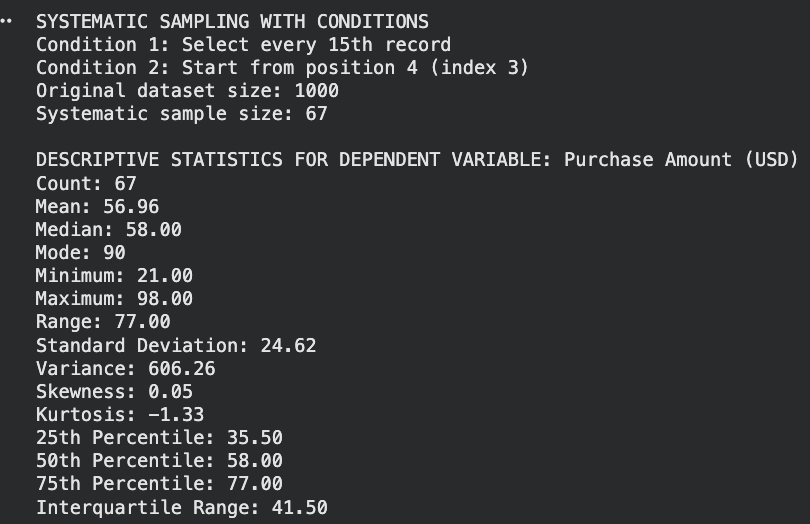 SYSTEMATIC SAMPLING WITH CONDITIONS
Condition 1: Select every 15th record
Condition 2: Start from position 4 (index 3)
Original dataset size: 1000
Systematic sample size: 67
DESCRIPTIVE STATISTICS FOR DEPENDENT VARIABLE: Purchase Amount (USD)
Count: 67
Mean: 56.96
Median: 58.00
Mode: 90
Minimum: 21.00
Maximum: 98.00
Range: 77.00
Standard Deviation: 24.62
Variance: 606.26
Skewness: 0.05
Kurtosis: -1.33
25th Percentile: 35.50
50th Percentile: 58.00
75th Percentile: 77.00
Interquartile Range: 41.50